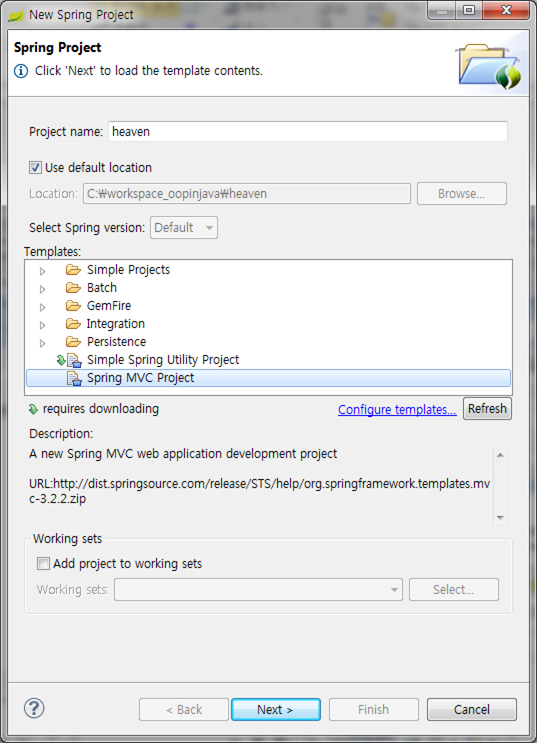 New Spring Project
Spring Project
Click 'Next' to load the template contents.
Project name: heaven
Use default location
Location: C:₩workspace_oopinjava₩heaven Browse...
Select Spring version: Default
Templates:
Simple Projects
Batch
GemFire
Integration
Persistence
Simple Spring Utility Project
Spring MVC Project
requires downloading Configure templates... Refresh
Description:
A new Spring MVC web application development project
URL:http://dist.springsource.com/release/STS/help/org.springframework.templates.mv
c-3.2.2.zip
Working sets
Add project to working sets
Working sets: Select...
? < Back Next > Finish Cancel